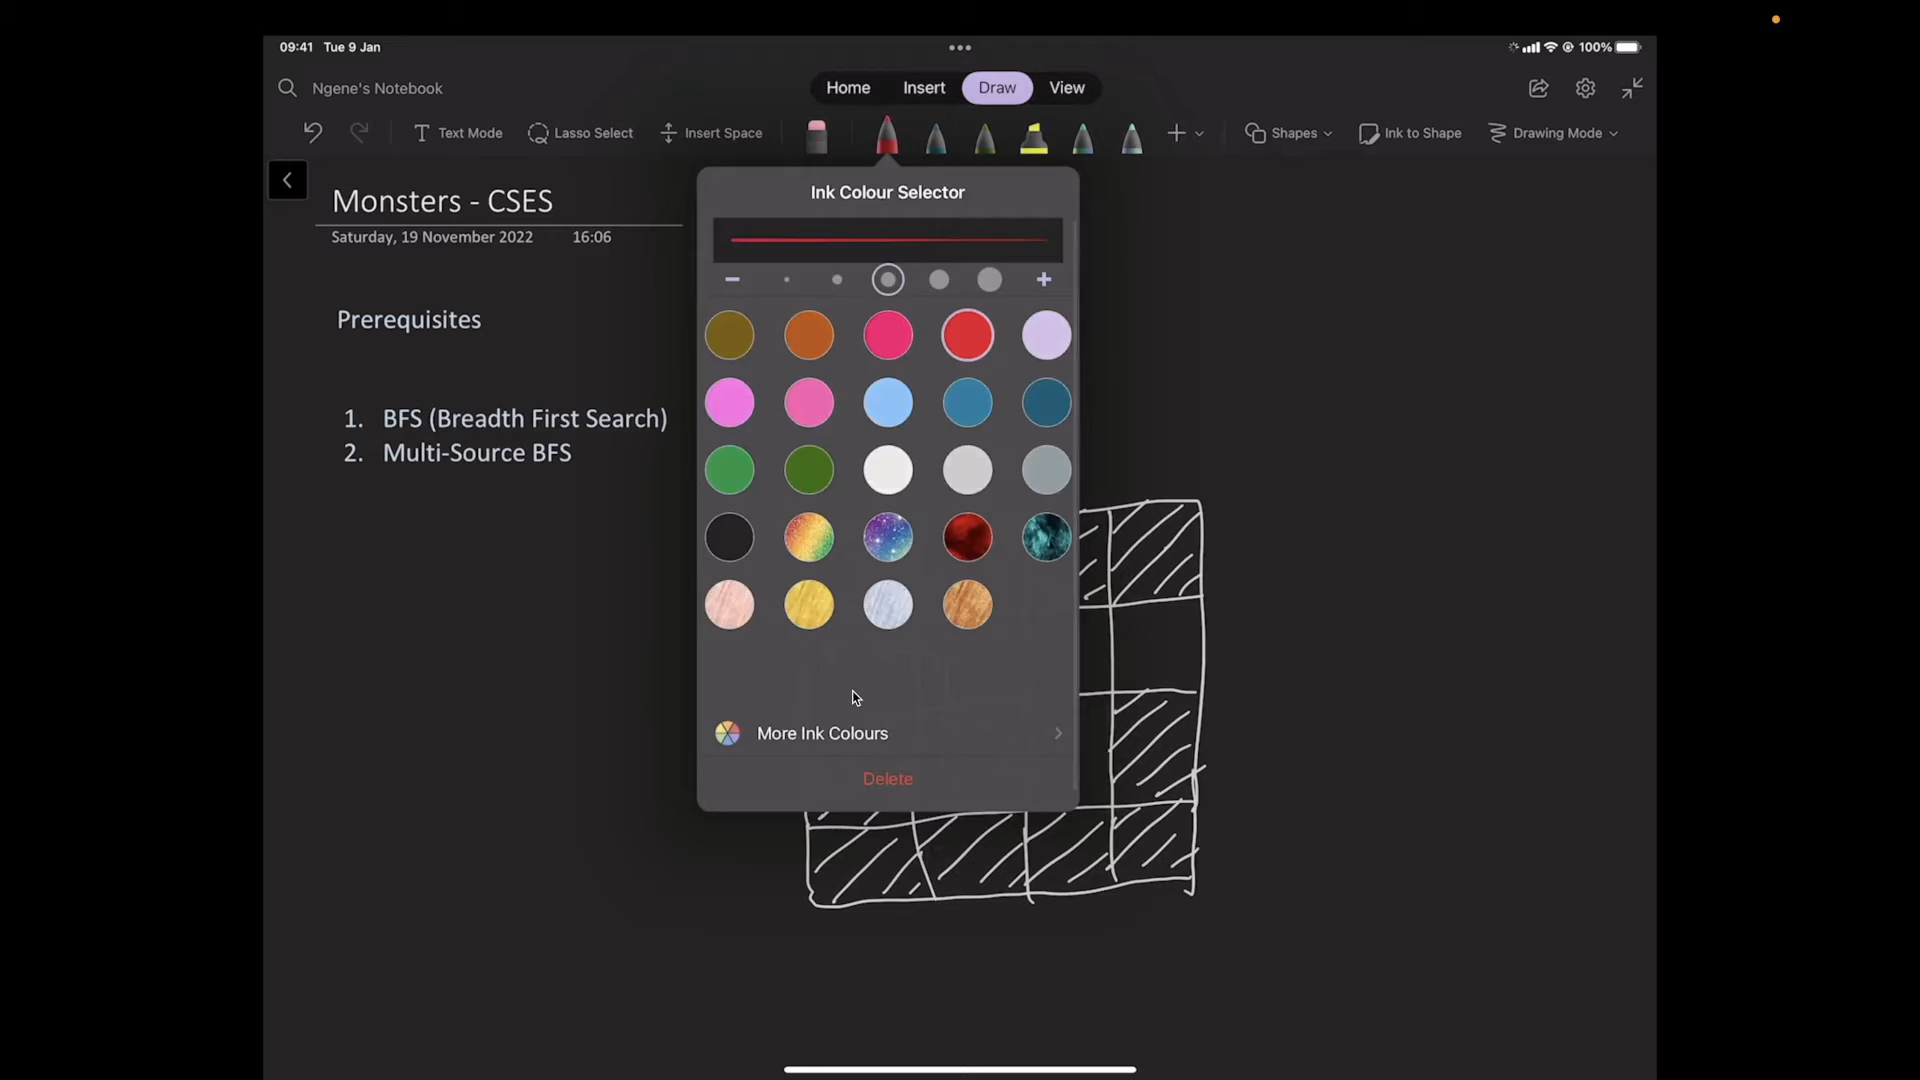 09:41 Tue 9 Jan
100%
Ngene's Notebook
Home Insert Draw View
Text Mode Lasso Select Insert Space Shapes Ink to Shape Drawing Mode
Monsters - CSES
Saturday, 19 November 2022 16:06
Prerequisites
1. BFS (Breadth First Search)
2. Multi-Source BFS
Ink Colour Selector
More Ink Colours
Delete